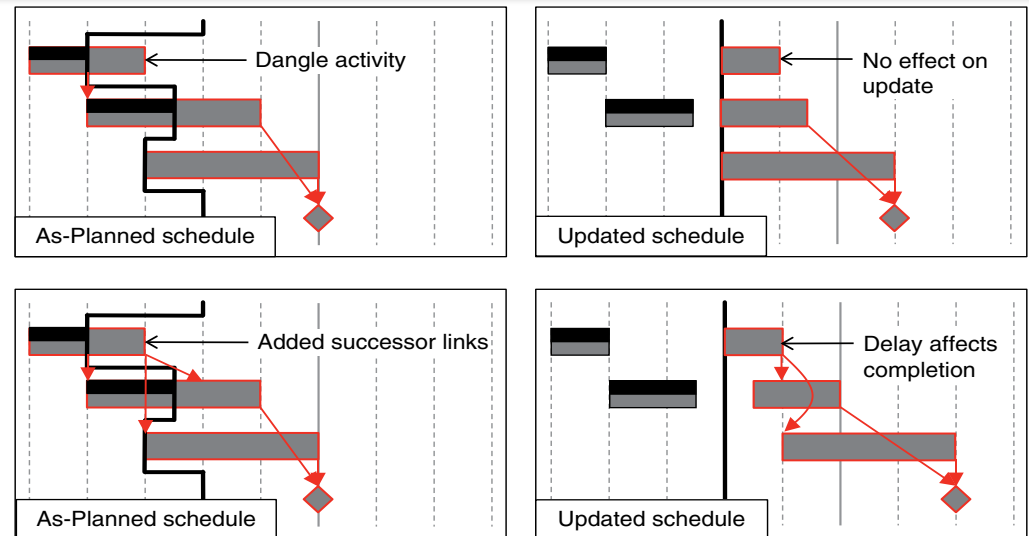 Dangle activity
As-Planned schedule
No effect on
update
Updated schedule
Added successor links
As-Planned schedule
Delay affects
completion
Updated schedule